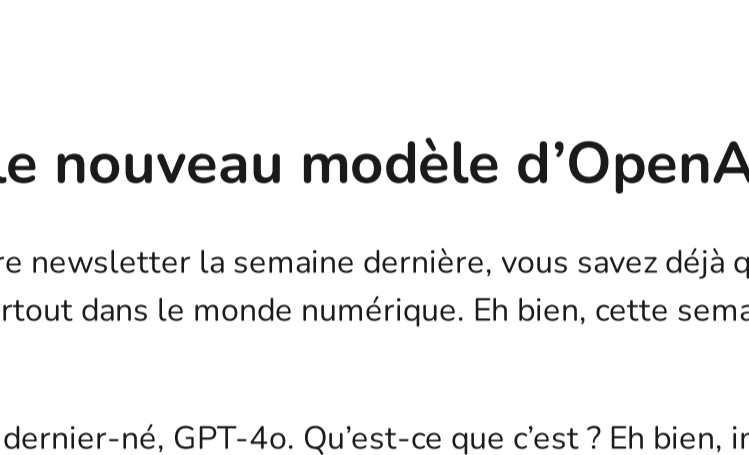 le nouveau modèle d’OpenA
re newsletter la semaine dernière, vous savez déjà q
rtout dans le monde numérique. Eh bien, cette sema
dernier-né, GPT-4o. Qu’est-ce que c’est ? Eh bien, i